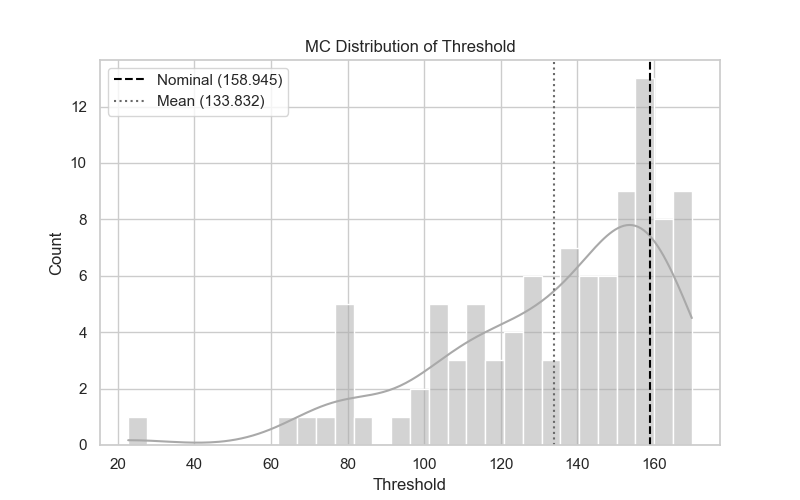 MC Distribution of Threshold
Nominal (158.945)
Mean (133.832)
12
10
8
6
4
2
0
Count
20 40 60 80 100 120 140 160
Threshold